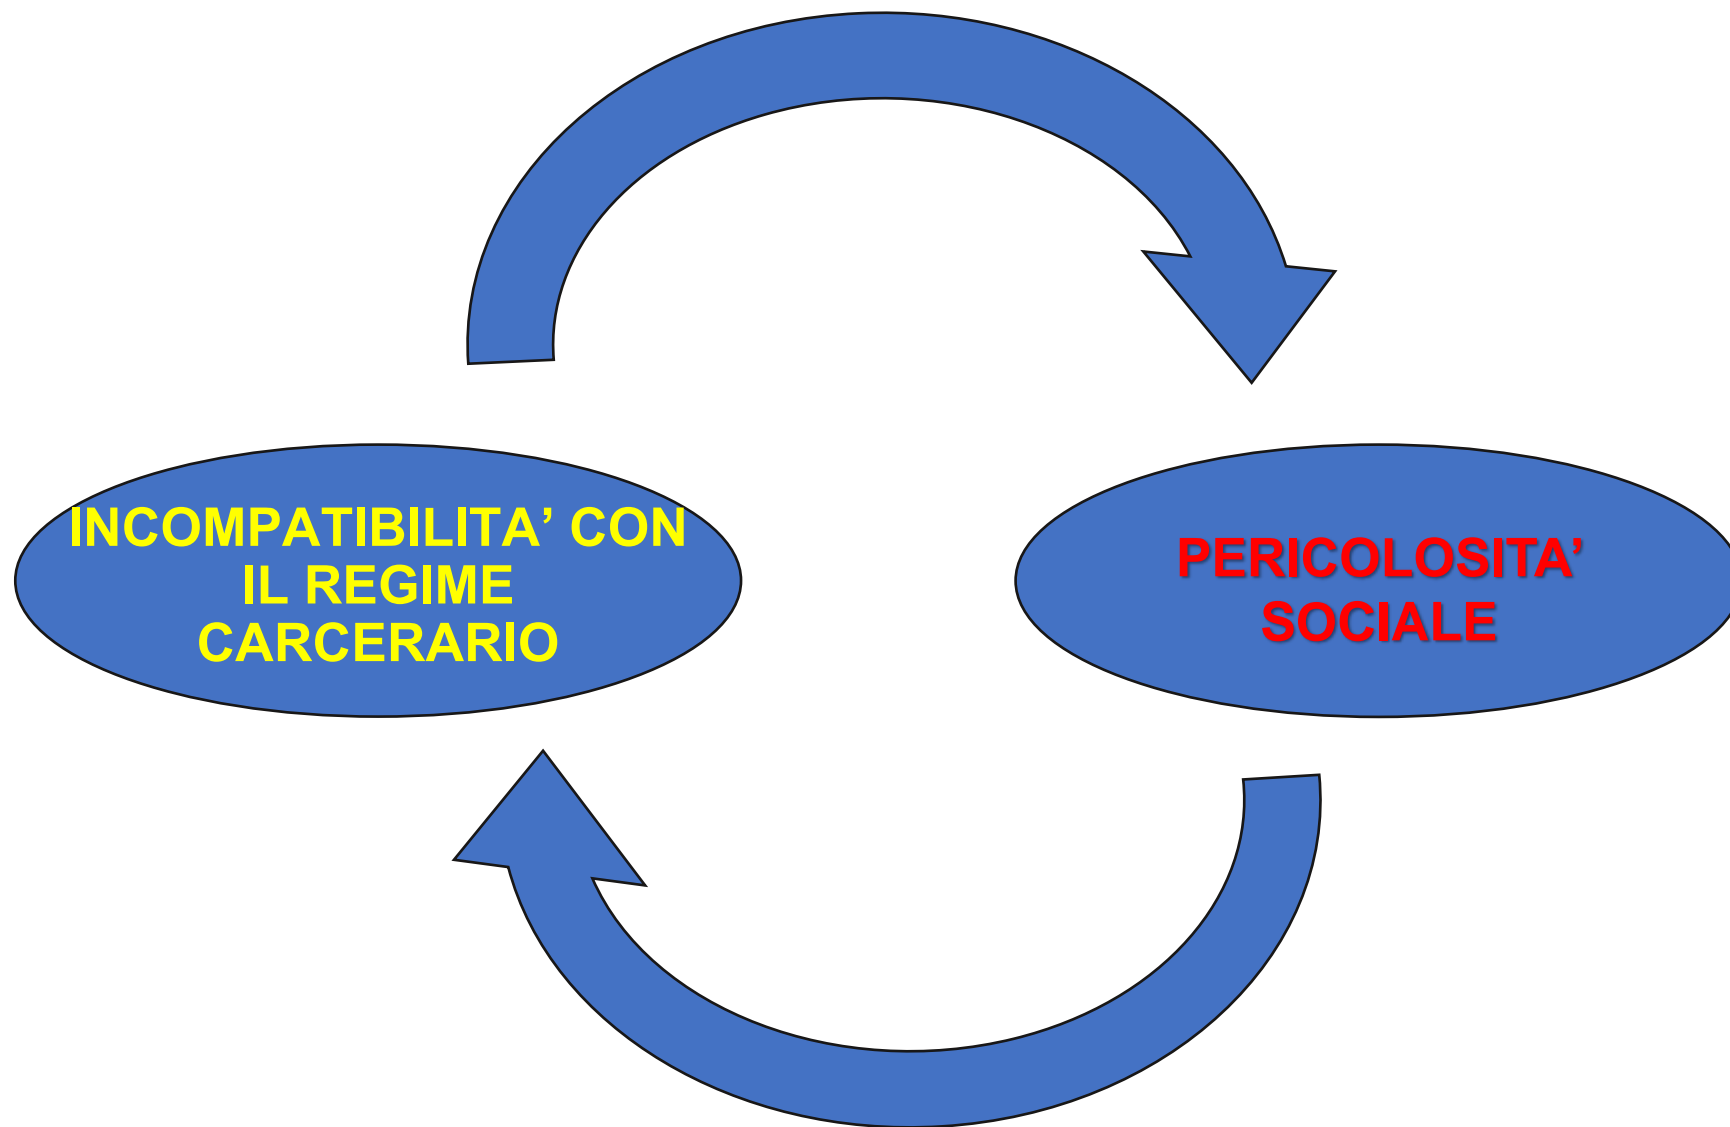 INCOMPATIBILITA’ CON
IL REGIME
CARCERARIO
PERICOLOSITA’
SOCIALE